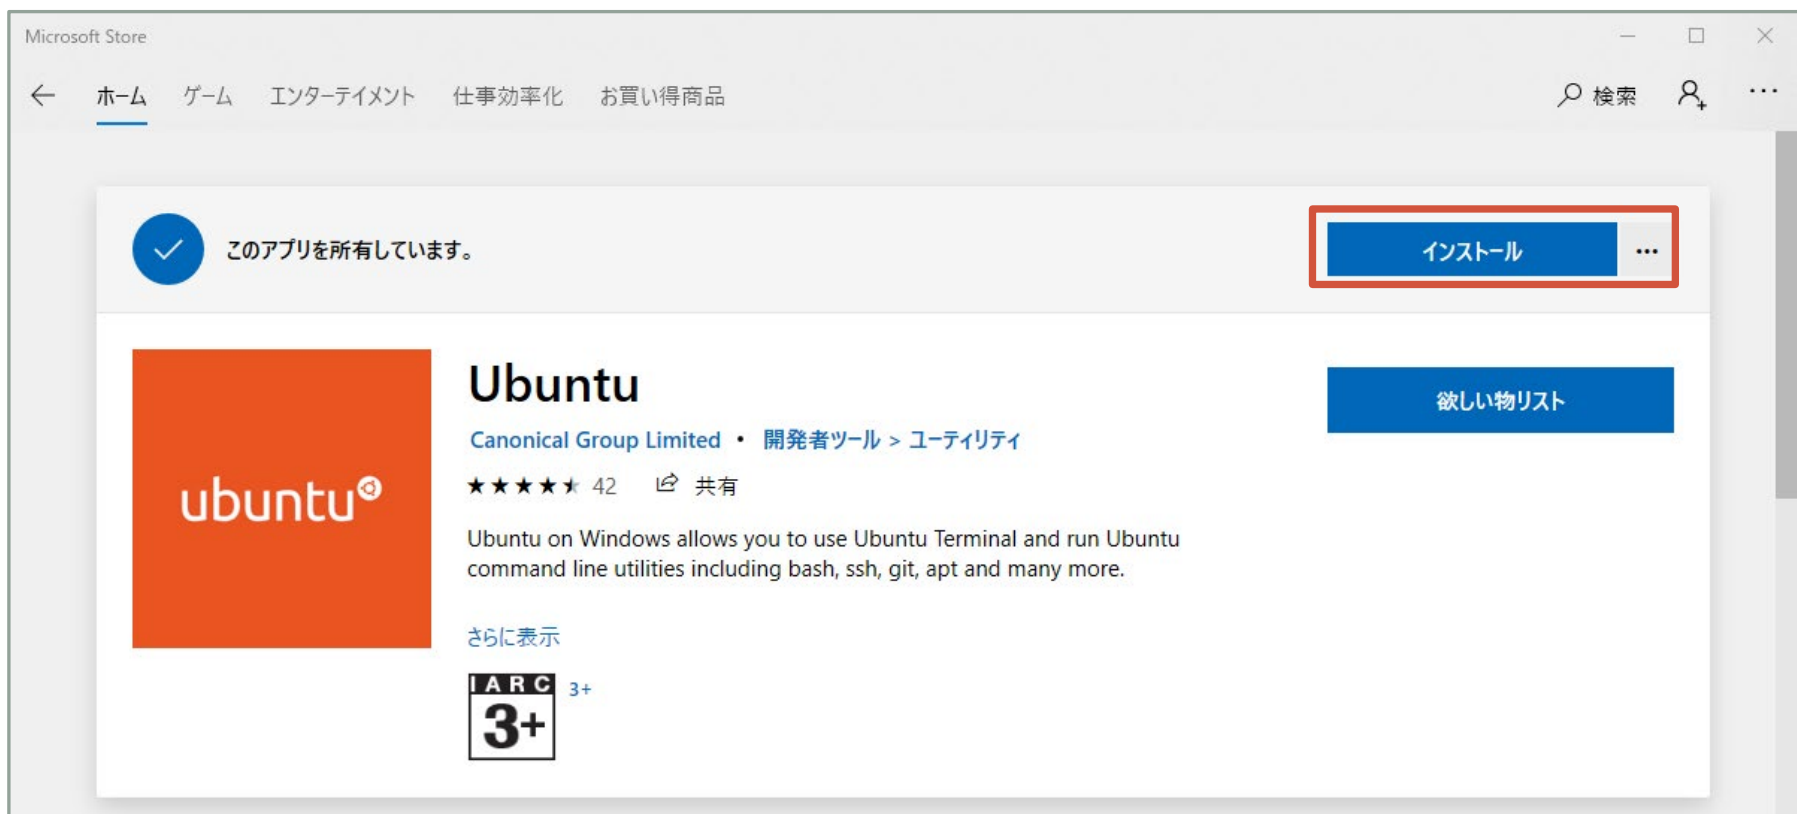 Microsoft Store
ホーム ゲーム エンターテイメント 仕事効率化 お買い得商品 検索
このアプリを所有しています。 インストール
Ubuntu
欲しい物リスト
Canonical Group Limited • 開発者ツール > ユーティリティ
42 共有
ubuntu
Ubuntu on Windows allows you to use Ubuntu Terminal and run Ubuntu
command line utilities including bash, ssh, git, apt and many more.
さらに表示
IARC
3+
3+